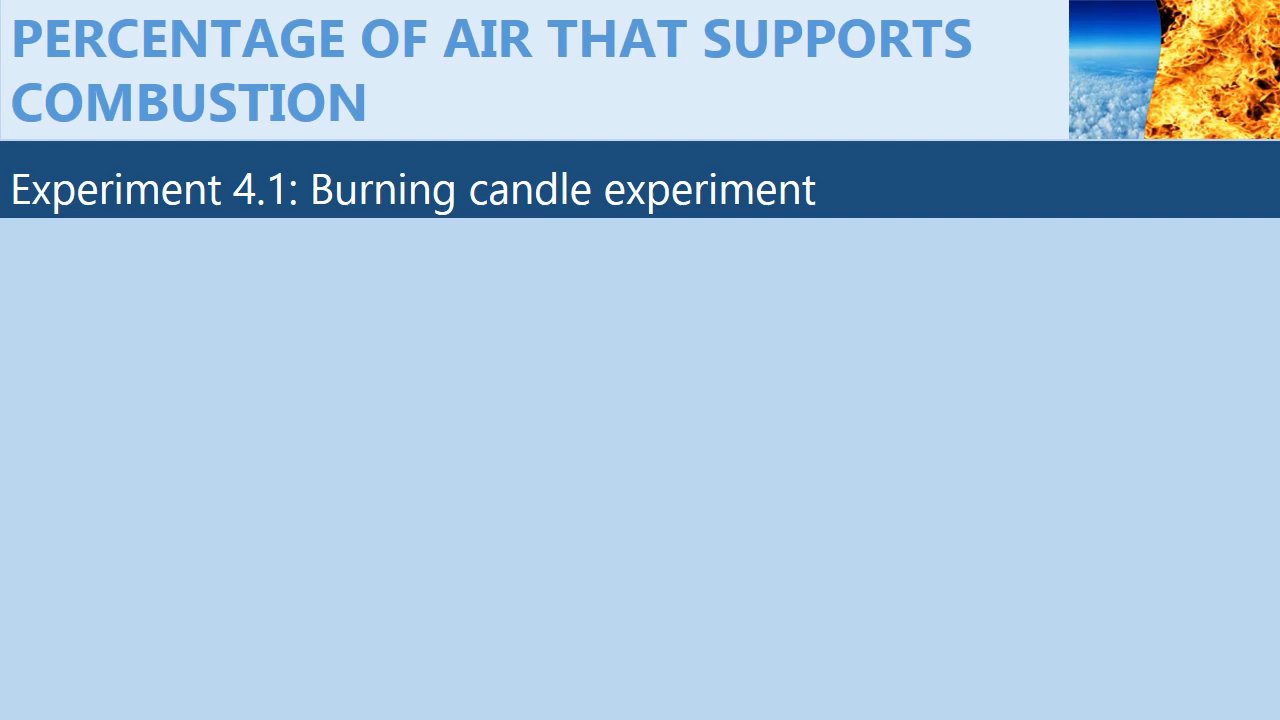 PERCENTAGE OF AIR THAT SUPPORTS
COMBUSTION
Experiment 4.1: Burning candle experiment